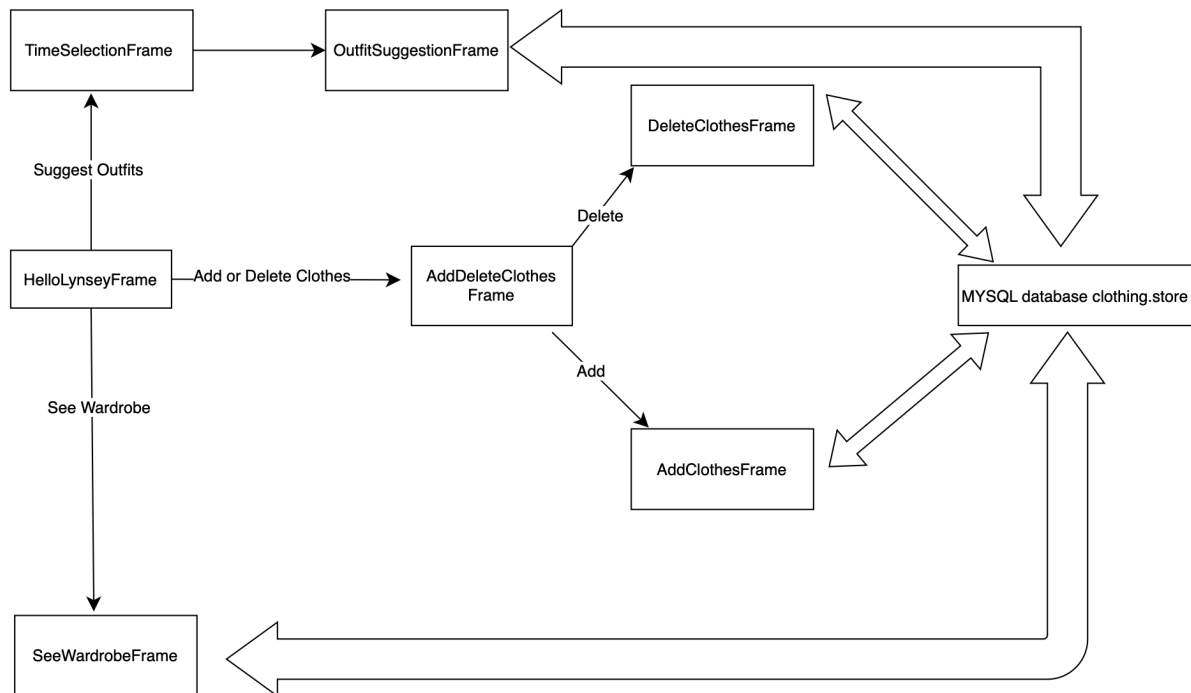 TimeSelectionFrame
OutfitSuggestionFrame
DeleteClothesFrame
Suggest Outfits
Delete
HelloLynseyFrame
Add or Delete Clothes
AddDeleteClothes
Frame
MYSQL database clothing.store
Add
See Wardrobe
AddClothesFrame
SeeWardrobeFrame